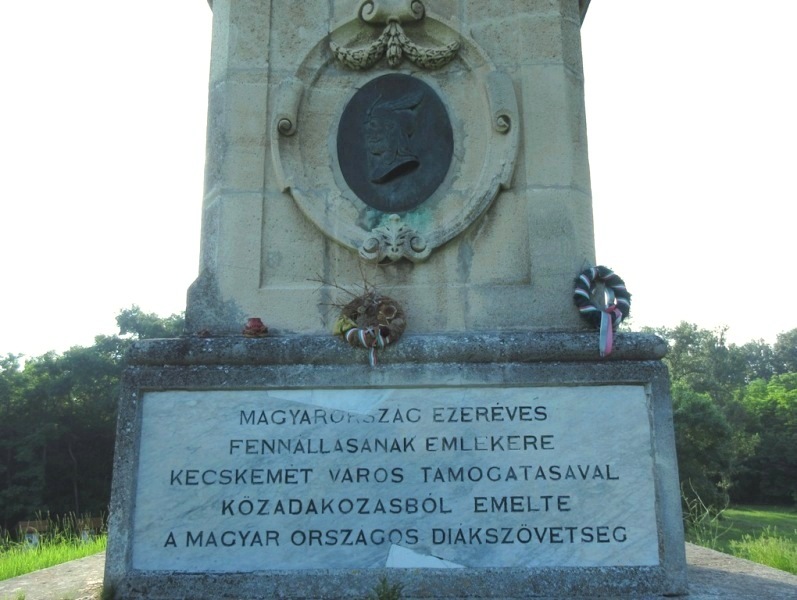 MAGYARORSZÁG EZERÉVES
FENNÁLLÁSÁNAK EMLÉKÉRE
KECSKEMÉT VÁROS TÁMOGATÁSÁVAL
KÖZADAKOZÁSBÓL EMELTE
A MAGYAR ORSZÁGOS DIÁKSZÖVETSÉG